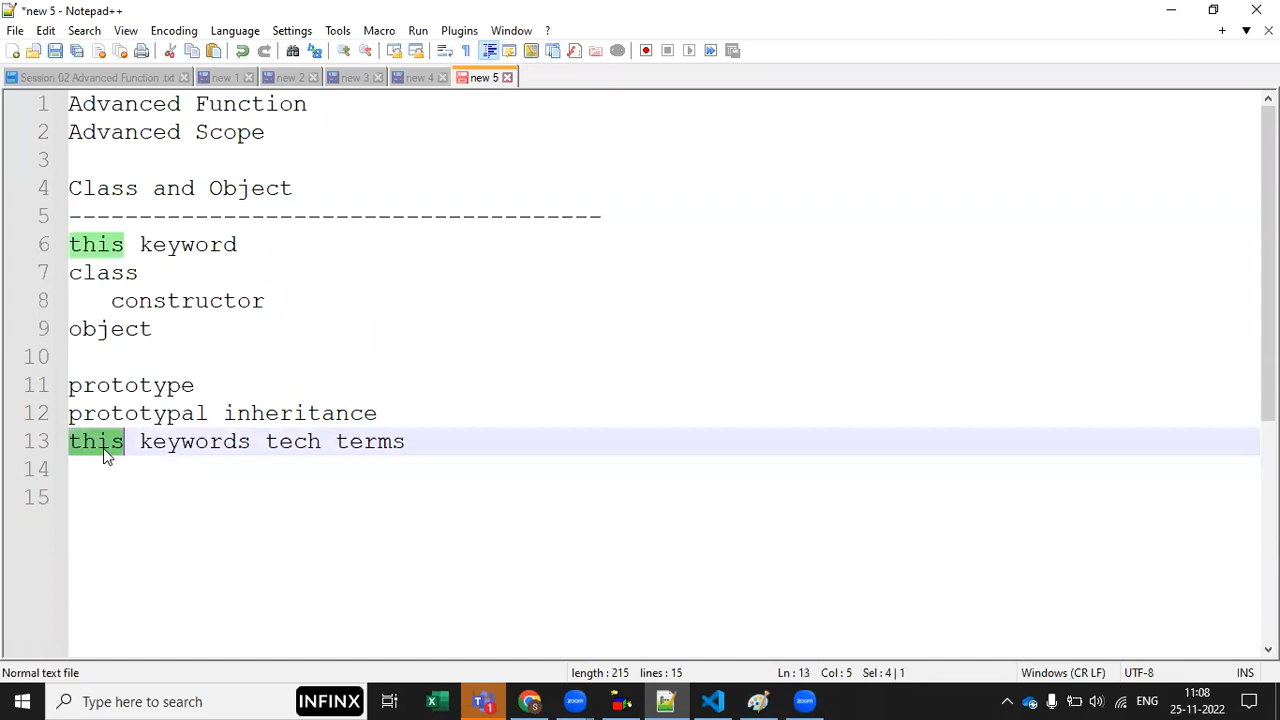 *new 5 - Notepad++
File Edit Search View Encoding Language Settings Tools Macro Run Plugins Window ?
Session 02 Advanced Function .txt new 1 new 2 new 3 new 4 new 5
1 Advanced Function
2 Advanced Scope
3
4 Class and Object
5 --------------------------------------
6 this keyword
7 class
8 constructor
9 object
10
11 prototype
12 prototypal inheritance
13 this keywords tech terms
14
15
Normal text file length : 215 lines : 15 Ln : 13 Col : 5 Sel : 4 | 1 Windows (CR LF) UTF-8 INS
Type here to search INFINX zoom zoom ENG 11:08
25-11-2022